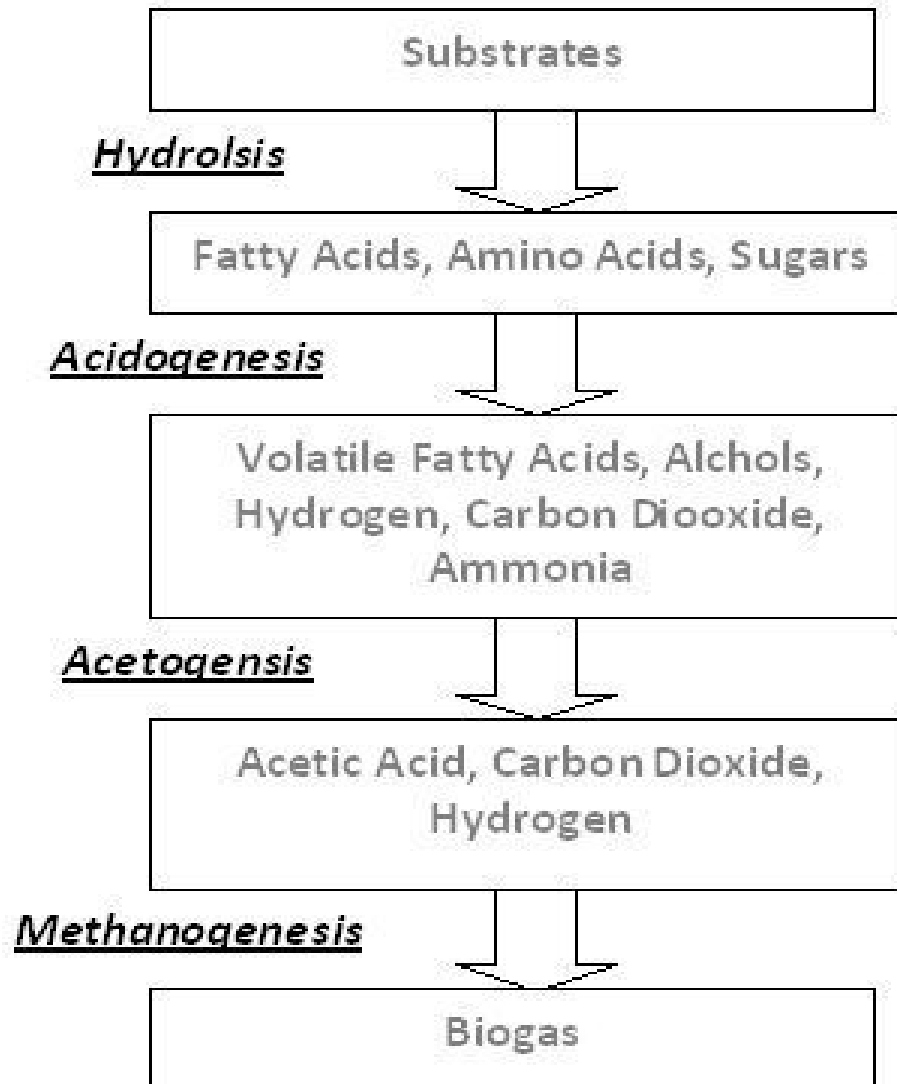 Substrates
Hydrolsis
Fatty Acids, Amino Acids, Sugars
Acidogenesis
Volatile Fatty Acids, Alchols,
Hydrogen, Carbon Diooxide,
Ammonia
Acetogensis
Acetic Acid, Carbon Dioxide,
Hydrogen
Methanogenesis
Biogas